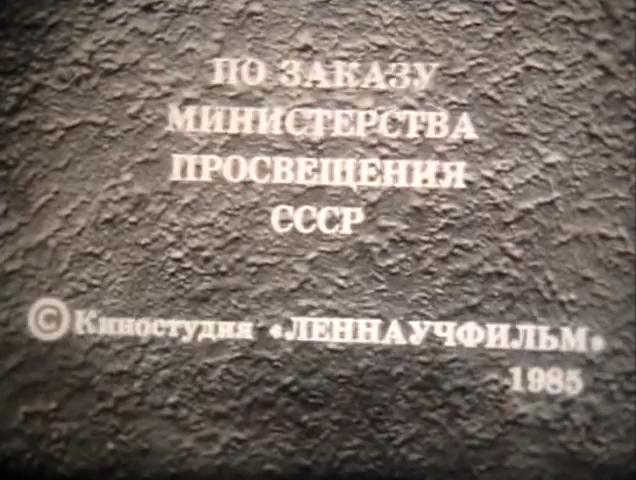 ПО ЗАКАЗУ
МИНИСТЕРСТВА
ПРОСВЕЩЕНИЯ
СССР
© Киностудия «ЛЕННАУЧФИЛЬМ»
1985